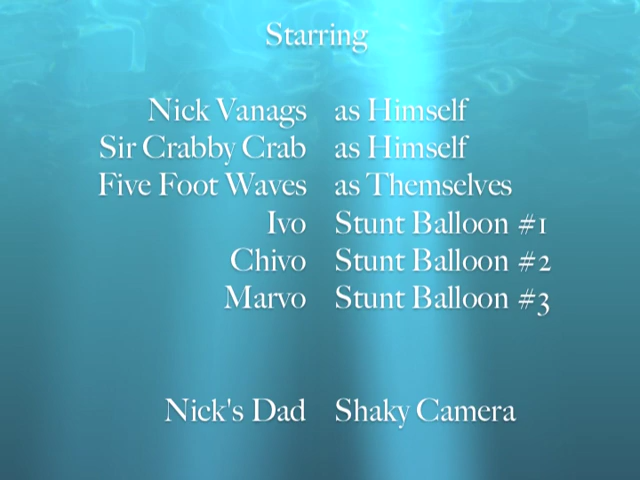 Starring
Nick Vanags as Himself
Sir Crabby Crab as Himself
Five Foot Waves as Themselves
Ivo Stunt Balloon #1
Chivo Stunt Balloon #2
Marvo Stunt Balloon #3
Nick's Dad Shaky Camera